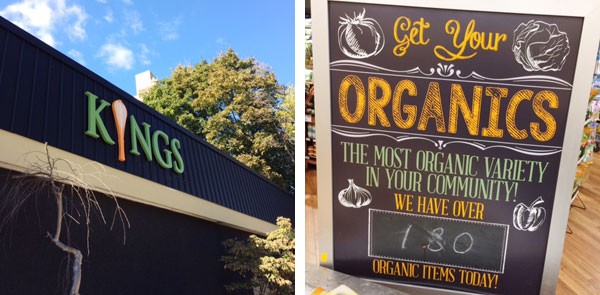 KINGS
Get Your
ORGANICS
THE MOST ORGANIC VARIETY
IN YOUR COMMUNITY!
WE HAVE OVER
180
ORGANIC ITEMS TODAY!